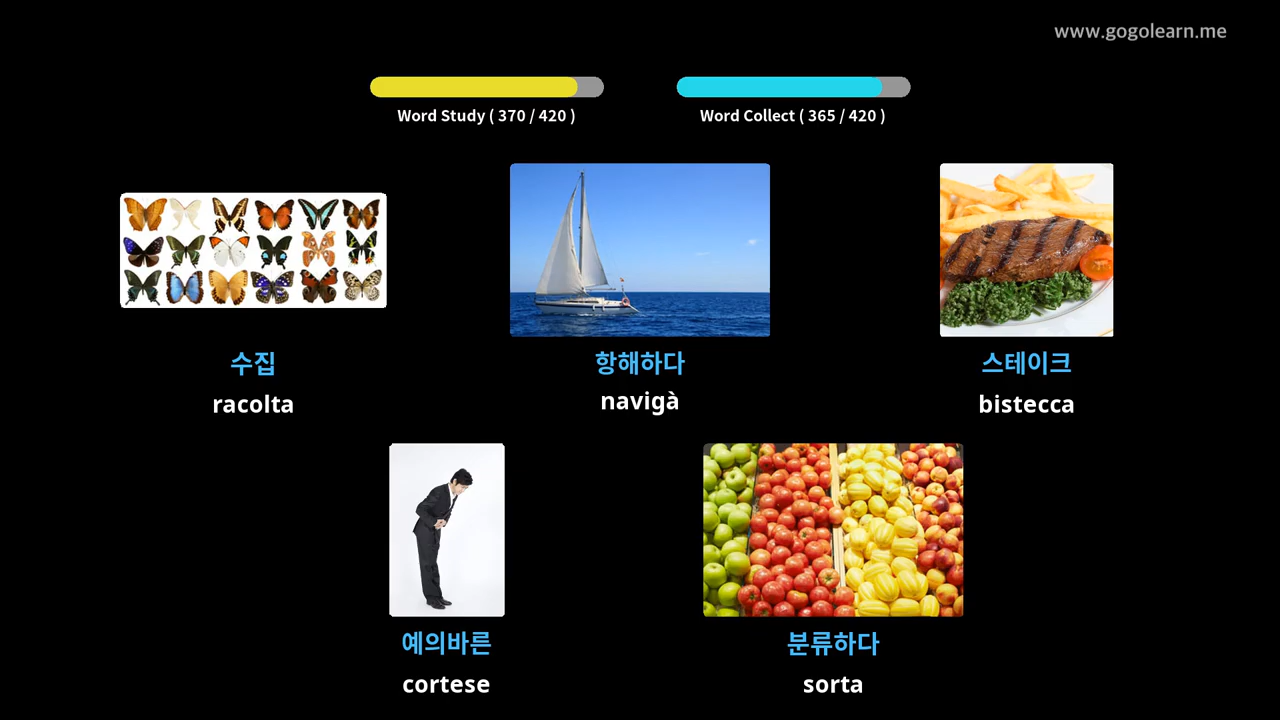 www.gogolearn.me
Word Study ( 370 / 420 )
Word Collect ( 365 / 420 )
수집
racolta
항해하다
navigà
스테이크
bistecca
예의바른
cortese
분류하다
sorta